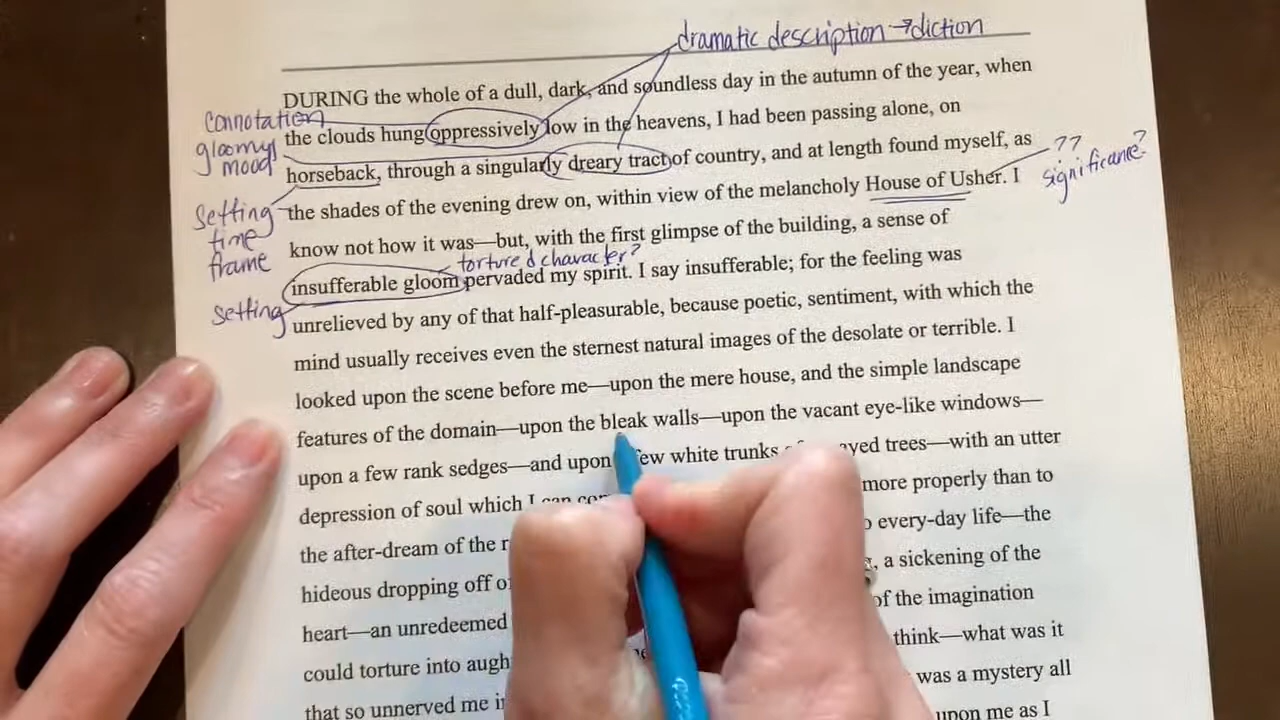 dramatic description → diction
DURING the whole of a dull, dark, and soundless day in the autumn of the year, when
connotation
the clouds hung oppressively low in the heavens, I had been passing alone, on
gloomy
mood
horseback, through a singularly dreary tract of country, and at length found myself, as
??
significance?
setting
time
frame
the shades of the evening drew on, within view of the melancholy House of Usher. I
know not how it was—but, with the first glimpse of the building, a sense of
tortured character?
insufferable gloom pervaded my spirit. I say insufferable; for the feeling was
setting
unrelieved by any of that half-pleasurable, because poetic, sentiment, with which the
mind usually receives even the sternest natural images of the desolate or terrible. I
looked upon the scene before me—upon the mere house, and the simple landscape
features of the domain—upon the bleak walls—upon the vacant eye-like windows—
upon a few rank sedges—and upon few white trunks trees—with an utter
depression of soul which I can more properly than to
the after-dream of the every-day life—the
hideous dropping off a sickening of the
heart—an unredeemed of the imagination
could torture into think—what was it
that so unnerved me was a mystery all
upon me as I